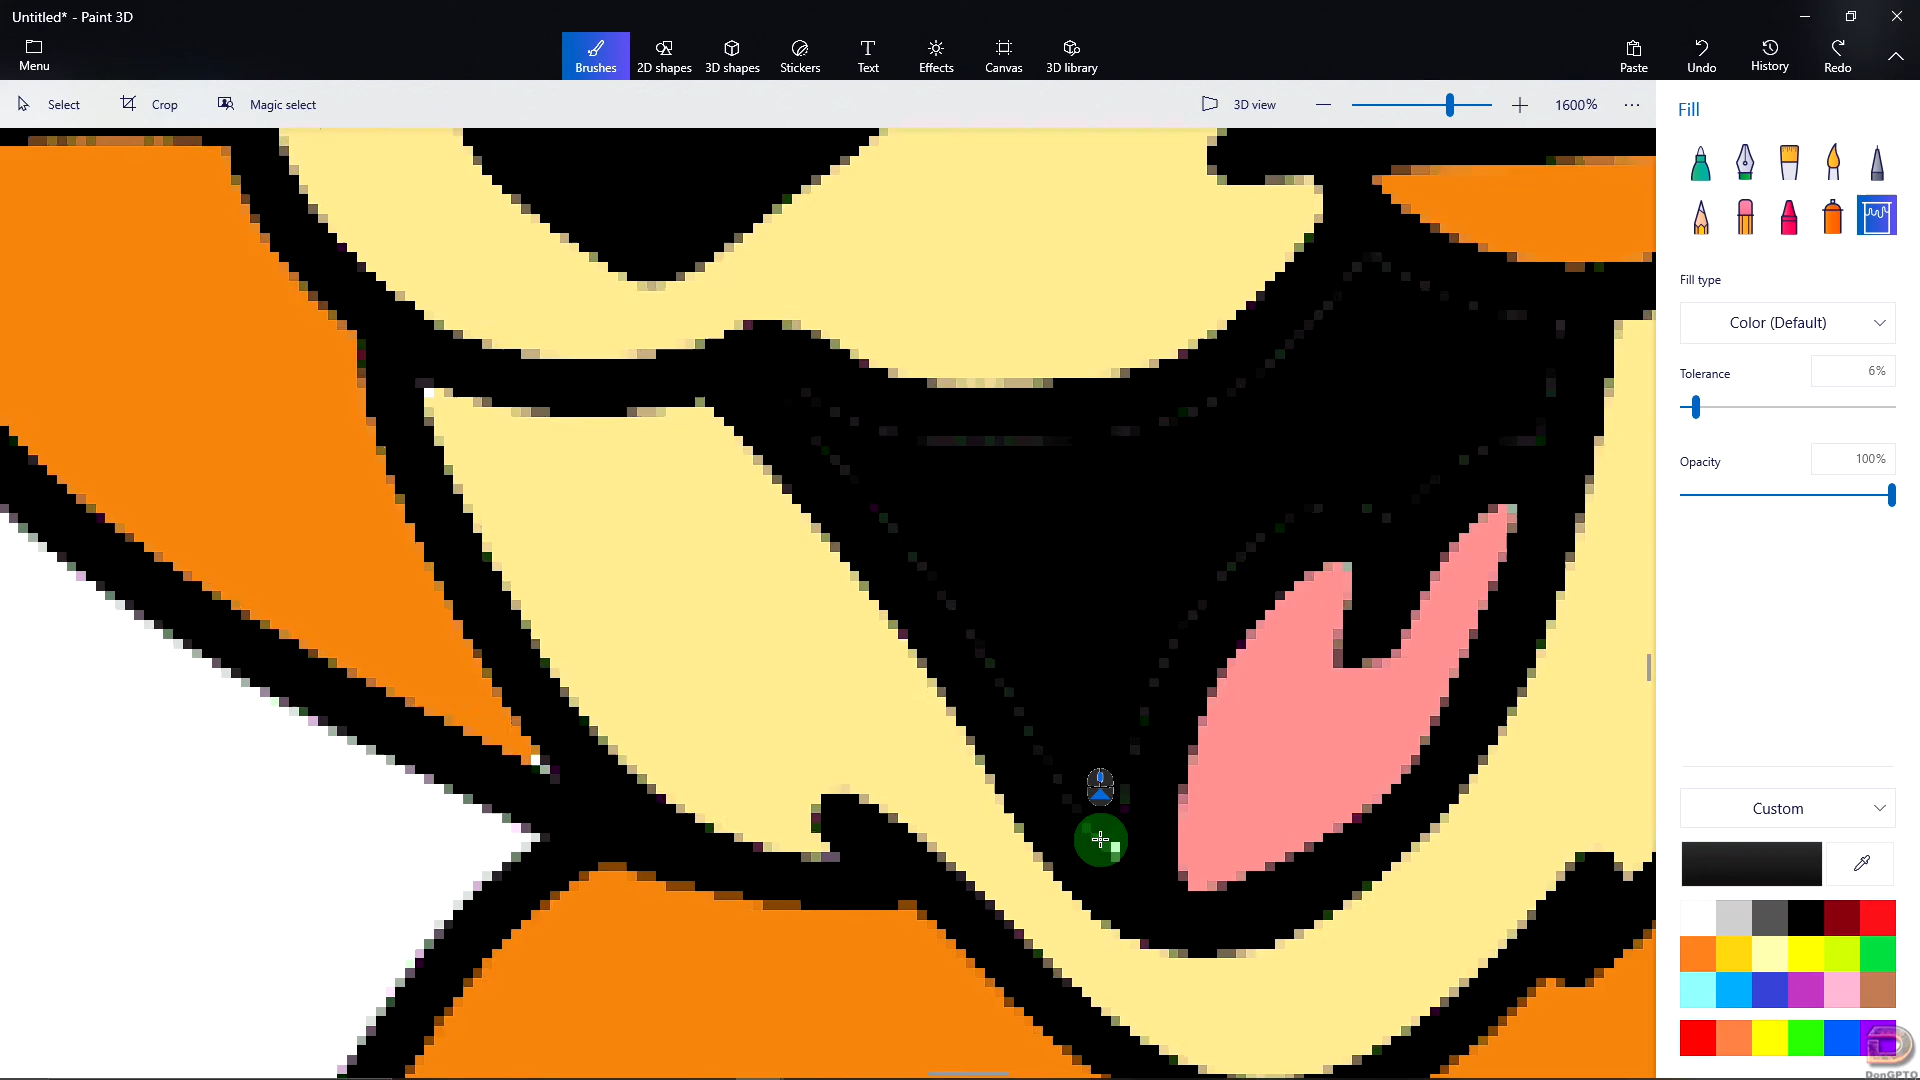 Untitled* - Paint 3D
Menu
Brushes
2D shapes
3D shapes
Stickers
Text
Effects
Canvas
3D library
Paste
Undo
History
Redo
Select
Crop
Magic select
3D view
1600%
Fill
Fill type
Color (Default)
Tolerance
6%
Opacity
100%
Custom
DonGPTO